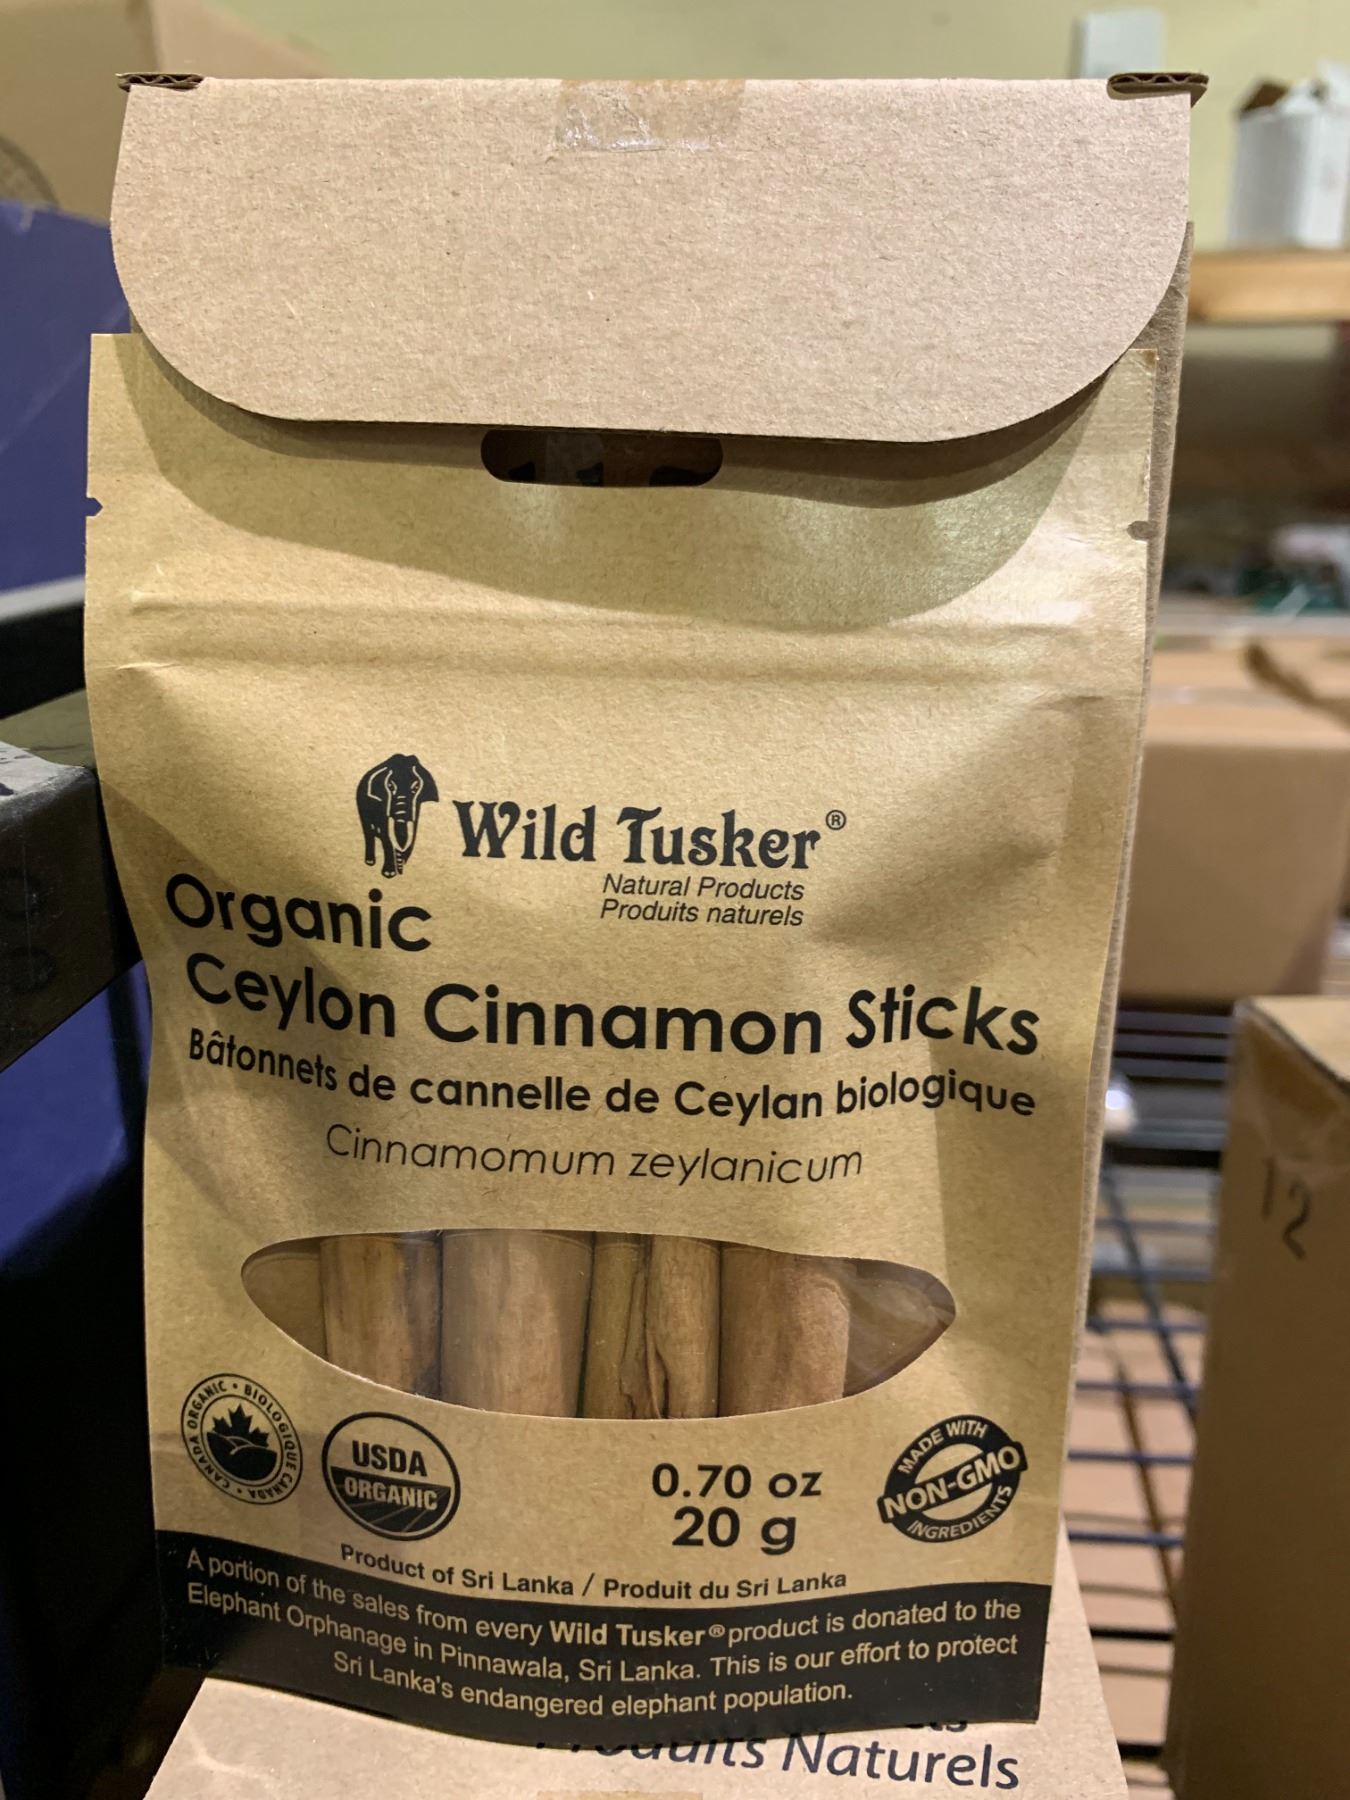 Wild Tusker®
Natural Products
Produits naturels
Organic
Ceylon Cinnamon Sticks
Bâtonnets de cannelle de Ceylan biologique
Cinnamomum zeylanicum
CANADA ORGANIC • BIOLOGIQUE CANADA •
USDA
ORGANIC
0.70 oz
20 g
MADE WITH
NON-GMO
INGREDIENTS
Product of Sri Lanka / Produit du Sri Lanka
A portion of the sales from every Wild Tusker® product is donated to the
Elephant Orphanage in Pinnawala, Sri Lanka. This is our effort to protect
Sri Lanka's endangered elephant population.
Naturels
12